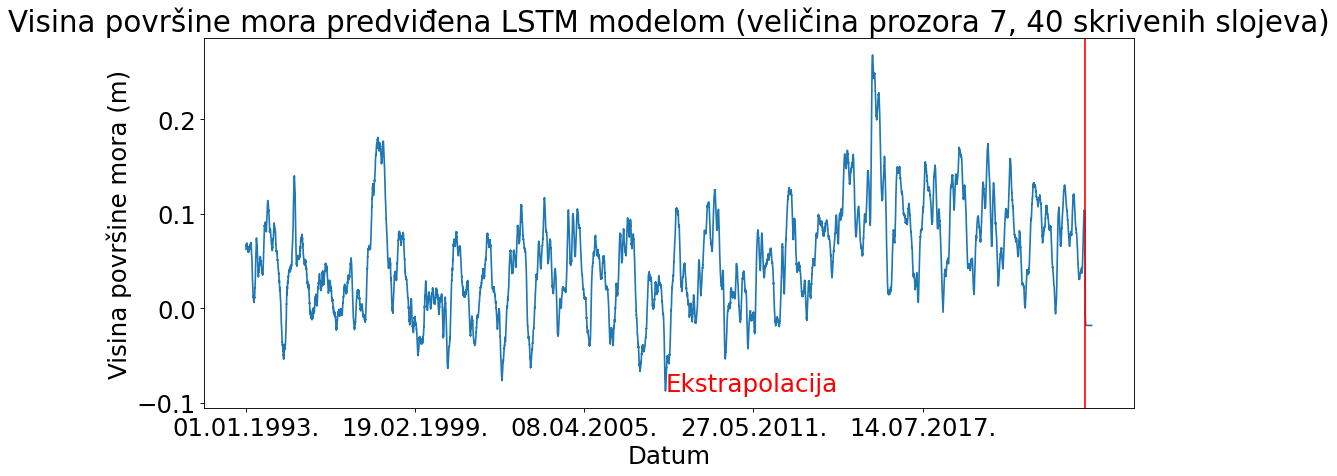 Visina površine mora predviđena LSTM modelom (veličina prozora 7, 40 skrivenih slojeva)
Visina površine mora (m)
0.2
0.1
0.0
−0.1
Ekstrapolacija
01.01.1993. 19.02.1999. 08.04.2005. 27.05.2011. 14.07.2017.
Datum